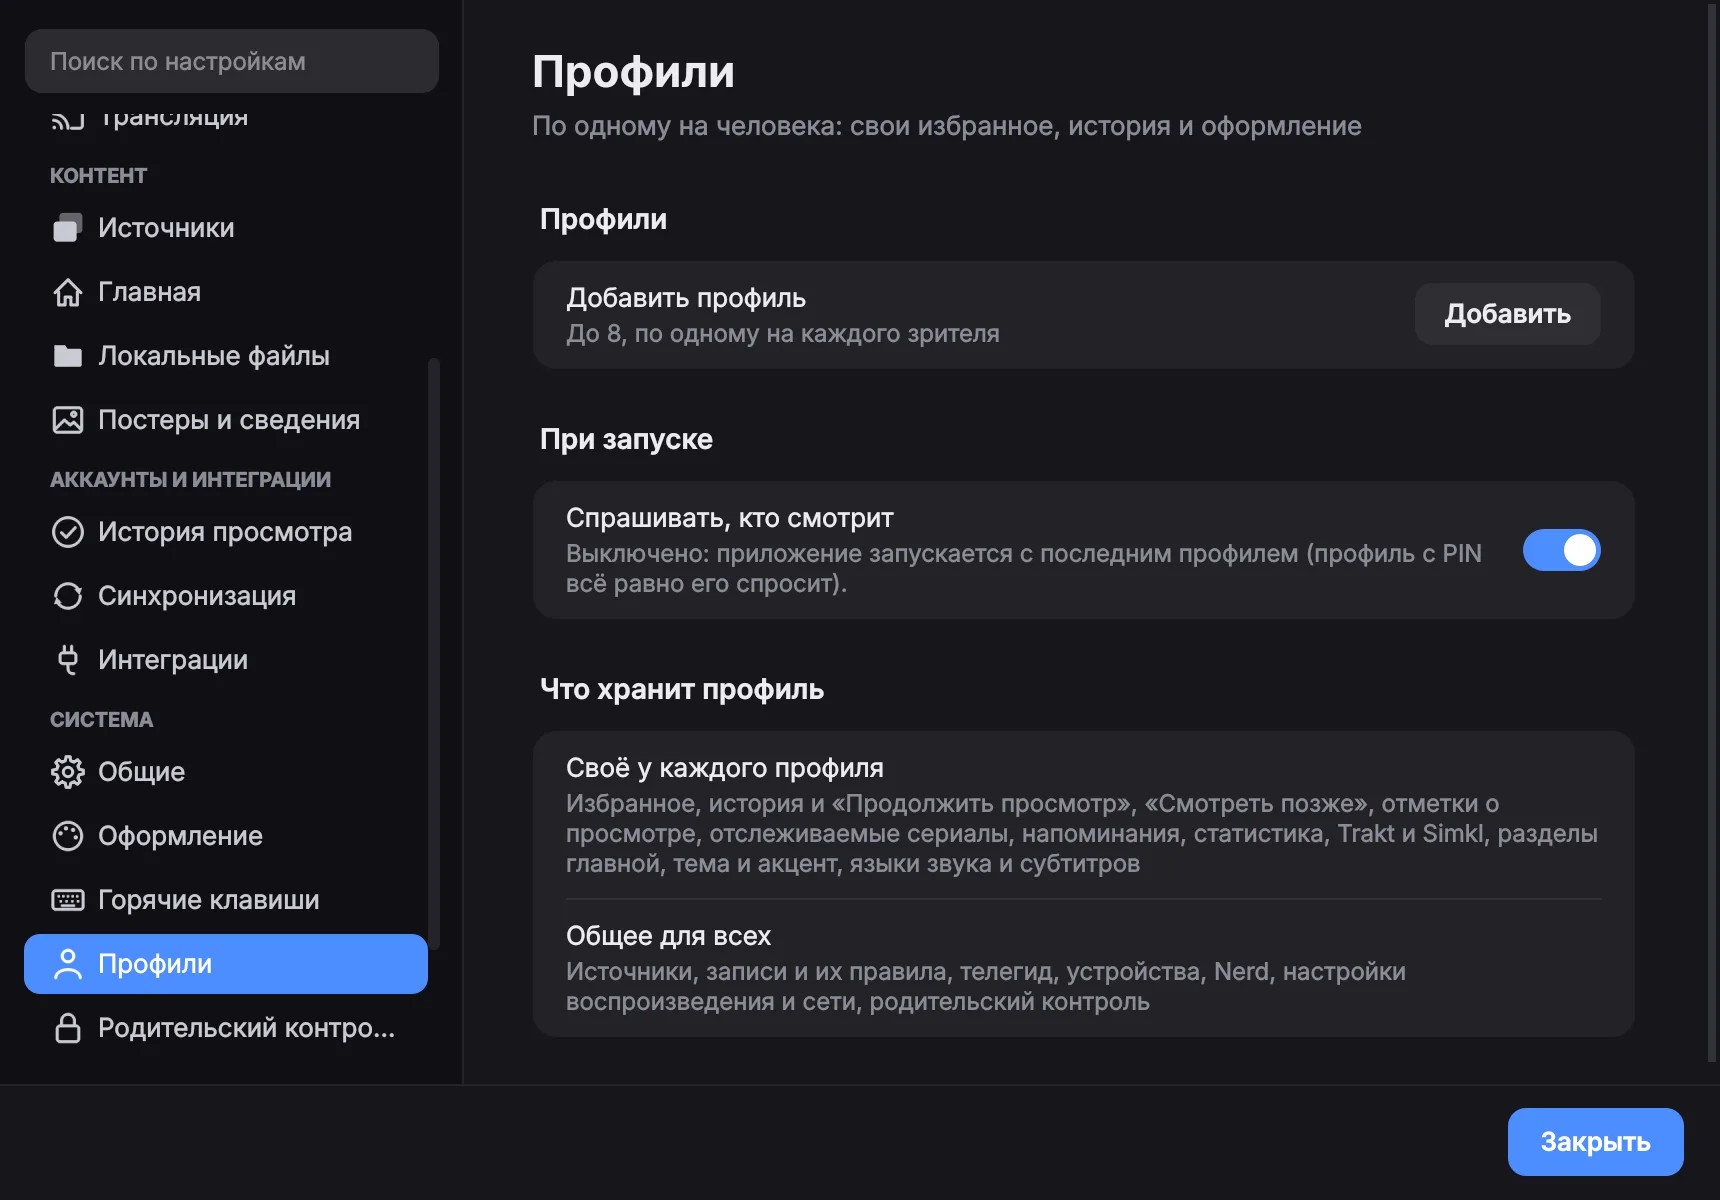 Поиск по настройкам
Трансляция
КОНТЕНТ
Источники
Главная
Локальные файлы
Постеры и сведения
АККАУНТЫ И ИНТЕГРАЦИИ
История просмотра
Синхронизация
Интеграции
СИСТЕМА
Общие
Оформление
Горячие клавиши
Профили
Родительский контро...
Профили
По одному на человека: свои избранное, история и оформление
Профили
Добавить профиль
До 8, по одному на каждого зрителя
Добавить
При запуске
Спрашивать, кто смотрит
Выключено: приложение запускается с последним профилем (профиль с PIN
всё равно его спросит).
Что хранит профиль
Своё у каждого профиля
Избранное, история и «Продолжить просмотр», «Смотреть позже», отметки о
просмотре, отслеживаемые сериалы, напоминания, статистика, Trakt и Simkl, разделы
главной, тема и акцент, языки звука и субтитров
Общее для всех
Источники, записи и их правила, телегид, устройства, Nerd, настройки
воспроизведения и сети, родительский контроль
Закрыть